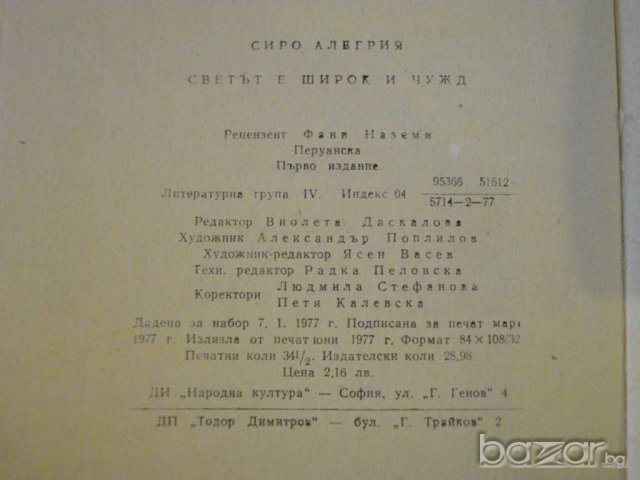 СИРО АЛЕГРИЯ
СВЕТЪТ Е ШИРОК И ЧУЖД
Рецензент Фани Наземи
Перуанска
Първо издание
Литературна група IV. Индекс 04 95366 51612
5714—2—77
Редактор Виолета Даскалова
Художник Александър Поплилов
Художник-редактор Ясен Васев
Техн. редактор Радка Пеловска
Коректори Людмила Стефанова
Петя Калевска
Дадена за набор 7. I. 1977 г. Подписана за печат март
1977 г. Излязла от печат юни 1977 г. Формат 84×108/32
Печатни коли 34 1/2. Издателски коли 28,98
Цена 2,16 лв.
ДИ „Народна култура“ — София, ул. „Г. Генов“ 4
ДП „Тодор Димитров“ — бул. „Г. Трайков“ 2
bazar.bg